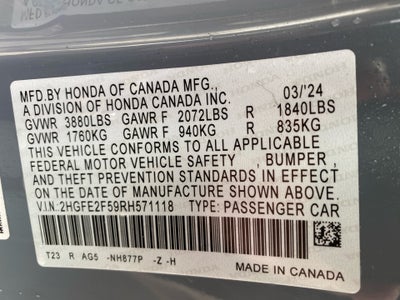 MFD.BY HONDA OF CANADA MFG., 03/'24
A DIVISION OF HONDA CANADA INC.
GVWR 3880LBS GAWR F 2072LBS R 1840LBS
GVWR 1760KG GAWR F 940KG R 835KG
THIS VEHICLE CONFORMS TO ALL APPLICABLE
FEDERAL MOTOR VEHICLE SAFETY , BUMPER ,
AND THEFT PREVENTION STANDARDS IN EFFECT
ON THE DATE OF MANUFACTURE SHOWN ABOVE.
V.I.N:2HGFE2F59RH571118 TYPE:PASSENGER CAR
T23 R AG5 -NH877P -Z -H
MADE IN CANADA